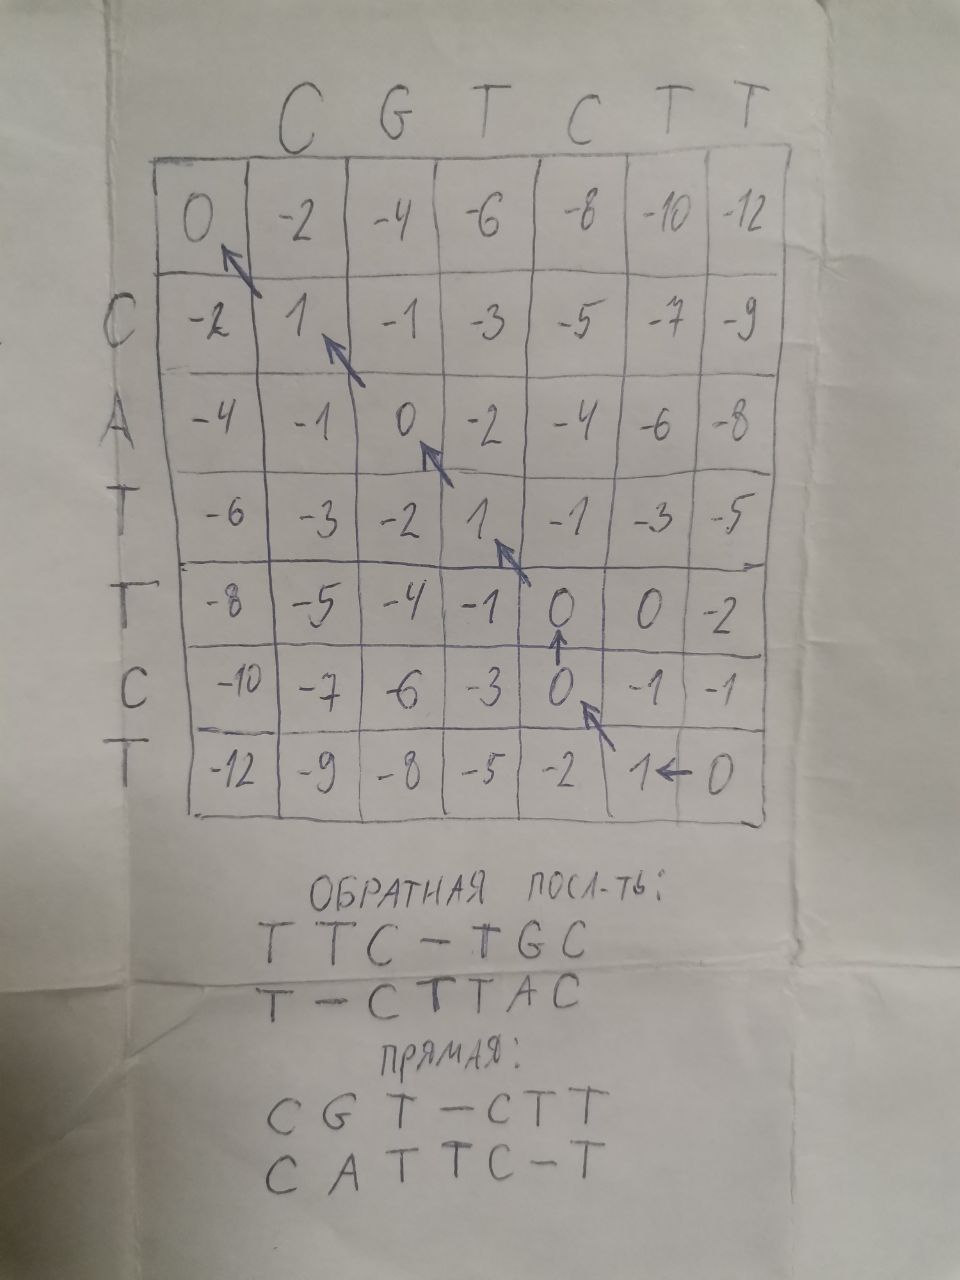 C G T C T T
0 -2 -4 -6 -8 -10 -12
C -2 1 -1 -3 -5 -7 -9
A -4 -1 0 -2 -4 -6 -8
T -6 -3 -2 1 -1 -3 -5
T -8 -5 -4 -1 0 0 -2
C -10 -7 -6 -3 0 -1 -1
T -12 -9 -8 -5 -2 1 ← 0
ОБРАТНАЯ ПОСЛ-ТЬ:
T T C – T G C
T – C T T A C
ПРЯМАЯ:
C G T – C T T
C A T T C – T